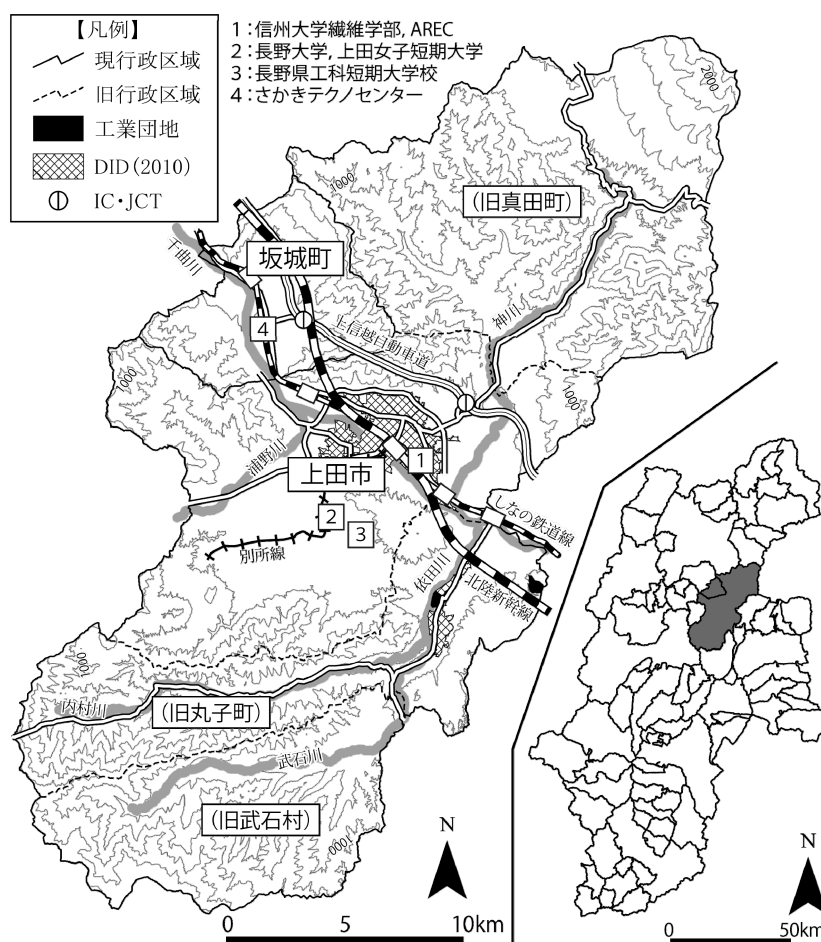 【凡例】
現行政区域
旧行政区域
工業団地
DID(2010)
IC・JCT
1:信州大学繊維学部, AREC
2:長野大学, 上田女子短期大学
3:長野県工科短期大学校
4:さかきテクノセンター
2000
1000
(旧真田町)
千曲川
坂城町
4
上信越自動車道
神川
1000
1000
浦野川
上田市
1
2
3
別所線
しなの鉄道線
北陸新幹線
依田川
内村川
(旧丸子町)
武石川
(旧武石村)
1000
N
0 5 10km
N
0 50km